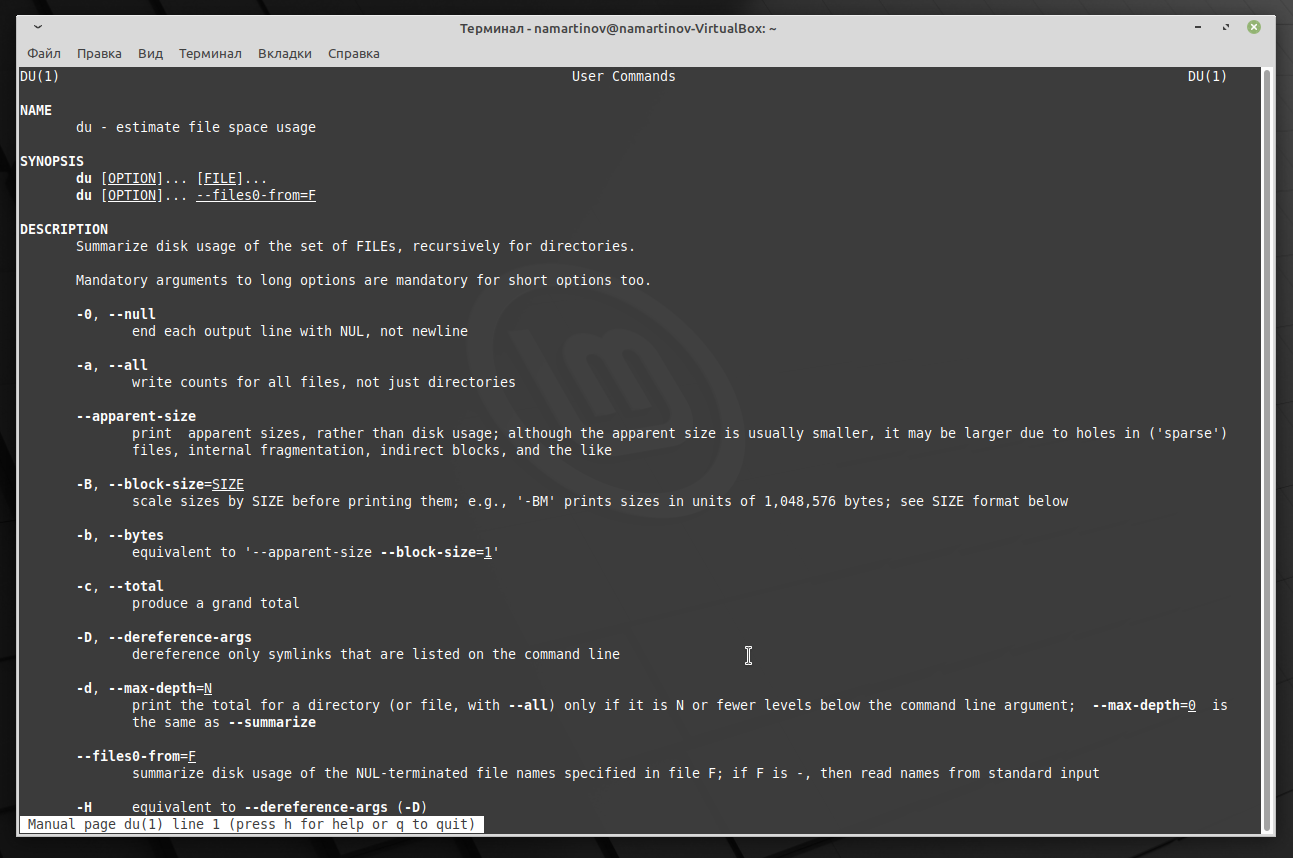 Терминал - namartinov@namartinov-VirtualBox: ~
Файл Правка Вид Терминал Вкладки Справка
DU(1) User Commands DU(1)
NAME
du - estimate file space usage
SYNOPSIS
du [OPTION]... [FILE]...
du [OPTION]... --files0-from=F
DESCRIPTION
Summarize disk usage of the set of FILEs, recursively for directories.
Mandatory arguments to long options are mandatory for short options too.
-0, --null
end each output line with NUL, not newline
-a, --all
write counts for all files, not just directories
--apparent-size
print  apparent sizes, rather than disk usage; although the apparent size is usually smaller, it may be larger due to holes in ('sparse')
files, internal fragmentation, indirect blocks, and the like
-B, --block-size=SIZE
scale sizes by SIZE before printing them; e.g., '-BM' prints sizes in units of 1,048,576 bytes; see SIZE format below
-b, --bytes
equivalent to '--apparent-size --block-size=1'
-c, --total
produce a grand total
-D, --dereference-args
dereference only symlinks that are listed on the command line
-d, --max-depth=N
print the total for a directory (or file, with --all) only if it is N or fewer levels below the command line argument;  --max-depth=0  is
the same as --summarize
--files0-from=F
summarize disk usage of the NUL-terminated file names specified in file F; if F is -, then read names from standard input
-H equivalent to --dereference-args (-D)
Manual page du(1) line 1 (press h for help or q to quit)